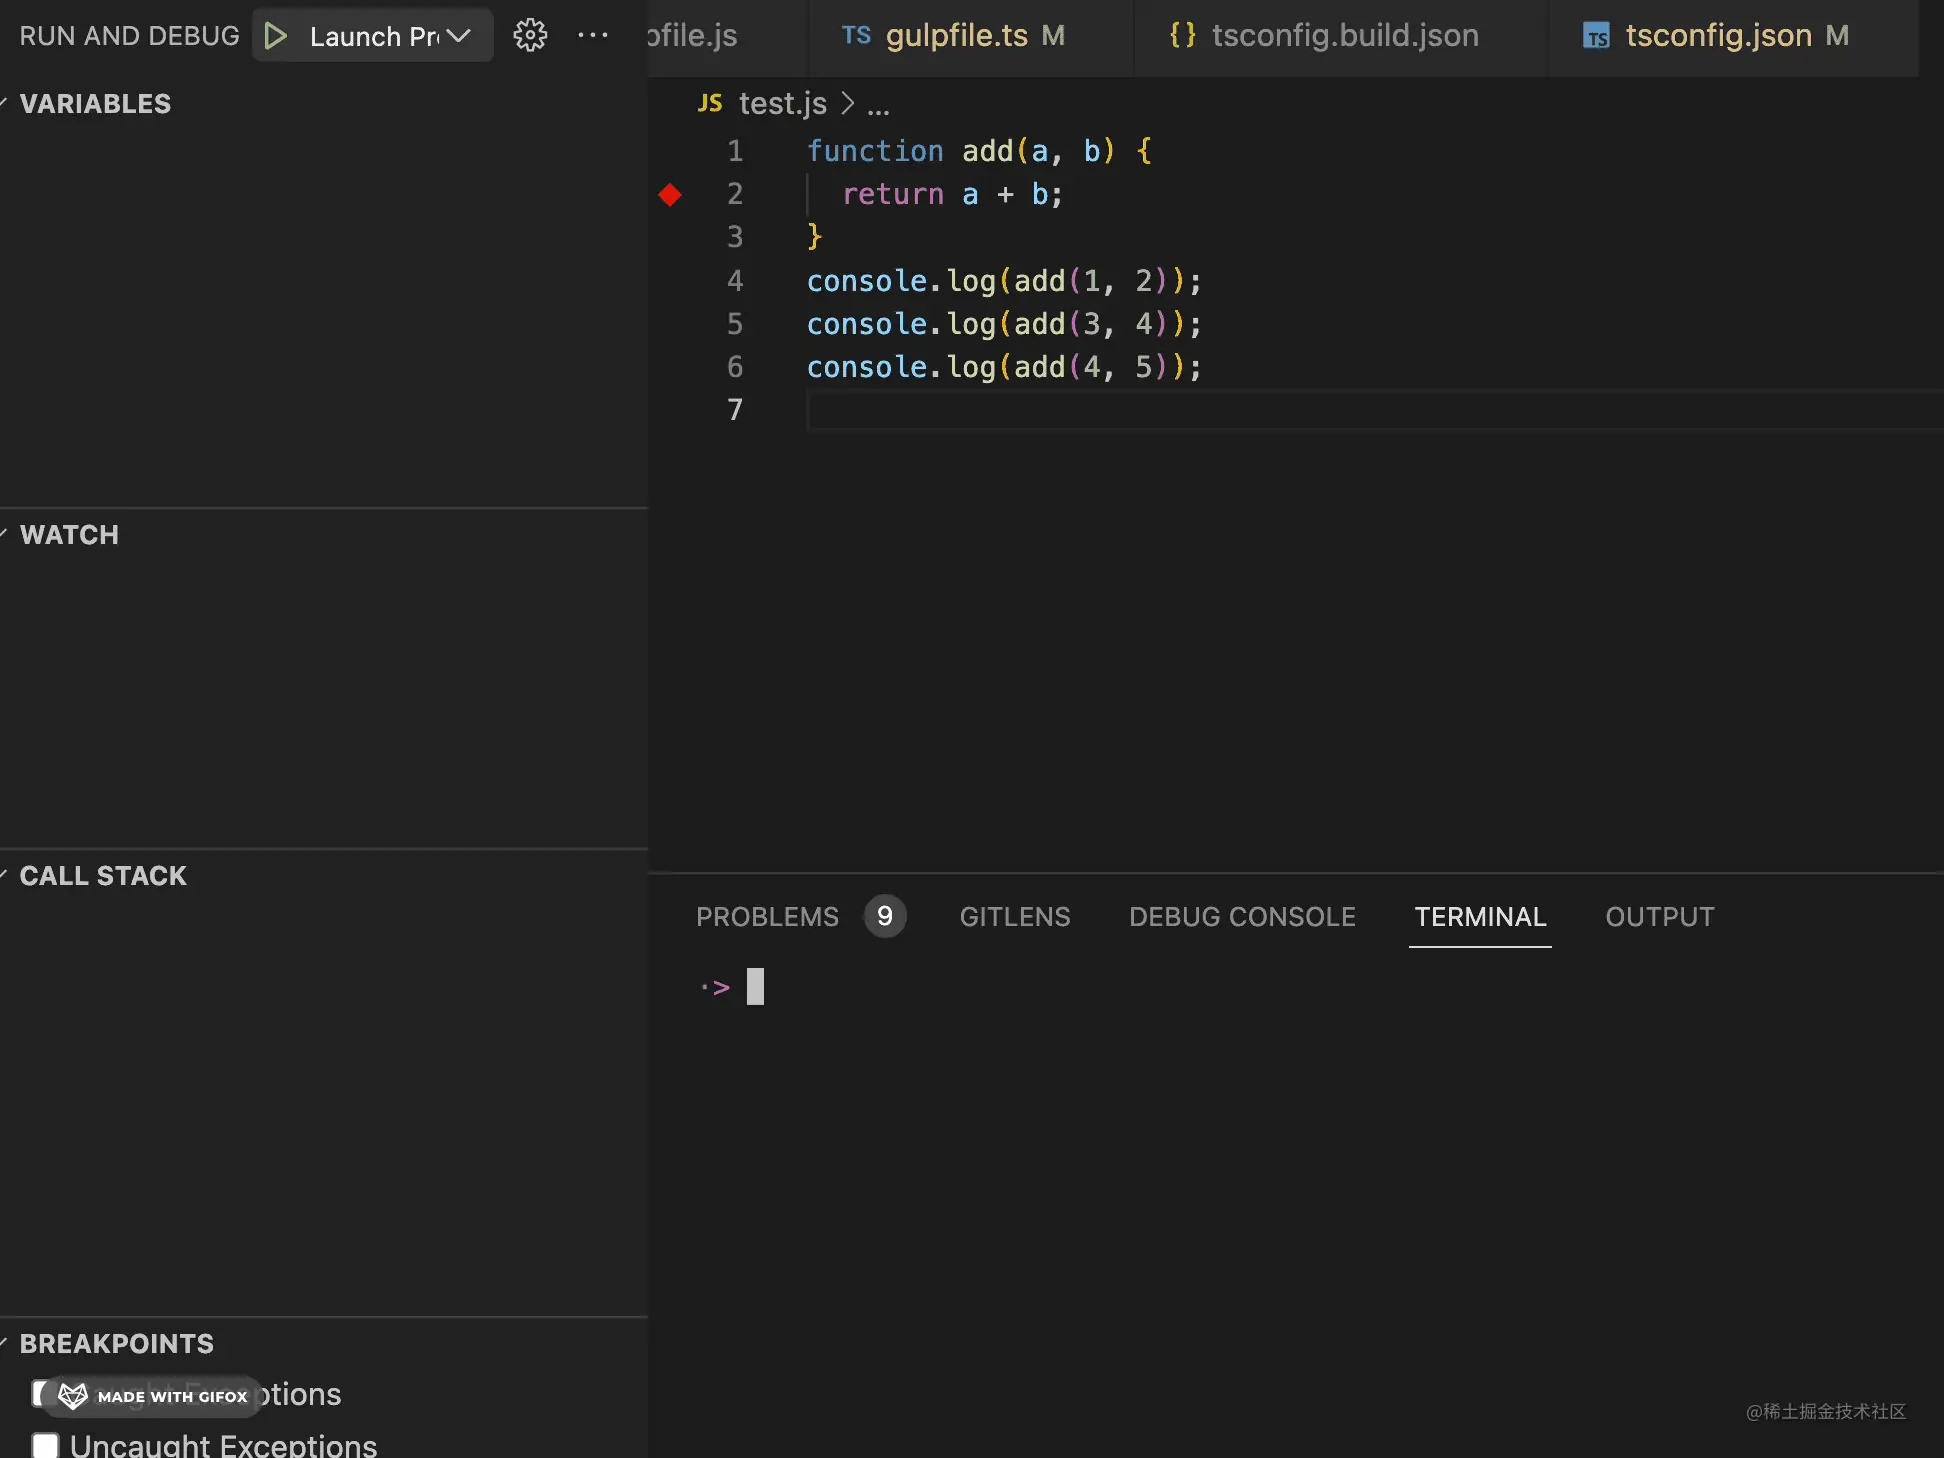 RUN AND DEBUG Launch Pr
VARIABLES
WATCH
CALL STACK
BREAKPOINTS
MADE WITH GIFOX
Uncaught Exceptions
pfile.js TS gulpfile.ts M {} tsconfig.build.json TS tsconfig.json M
JS test.js > ...
1 function add(a, b) {
2 return a + b;
3 }
4 console.log(add(1, 2));
5 console.log(add(3, 4));
6 console.log(add(4, 5));
7
PROBLEMS 9 GITLENS DEBUG CONSOLE TERMINAL OUTPUT
·>
@稀土掘金技术社区